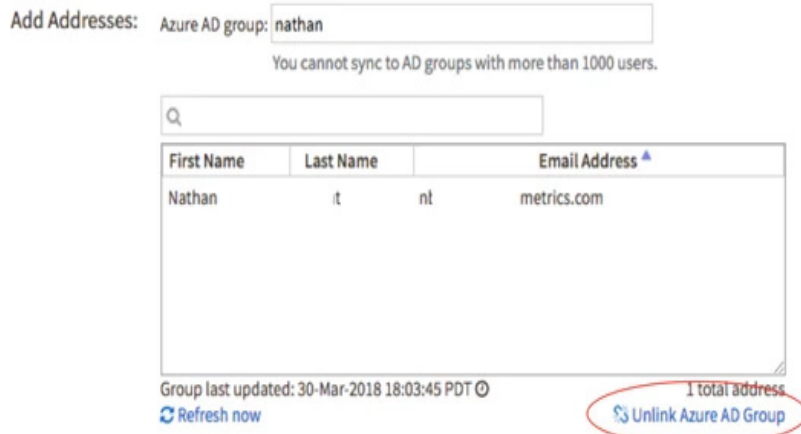 Add Addresses: Azure AD group: nathan
You cannot sync to AD groups with more than 1000 users.
First Name Last Name Email Address
Nathan metrics.com
Group last updated: 30-Mar-2018 18:03:45 PDT 1 total address
Refresh now Unlink Azure AD Group